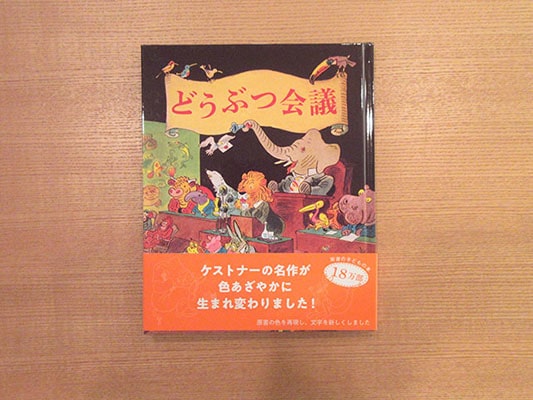 どうぶつ会議
ケストナーの名作が
色あざやかに
生まれ変わりました!
18万部
原書の色を再現し、文字を新しくしました